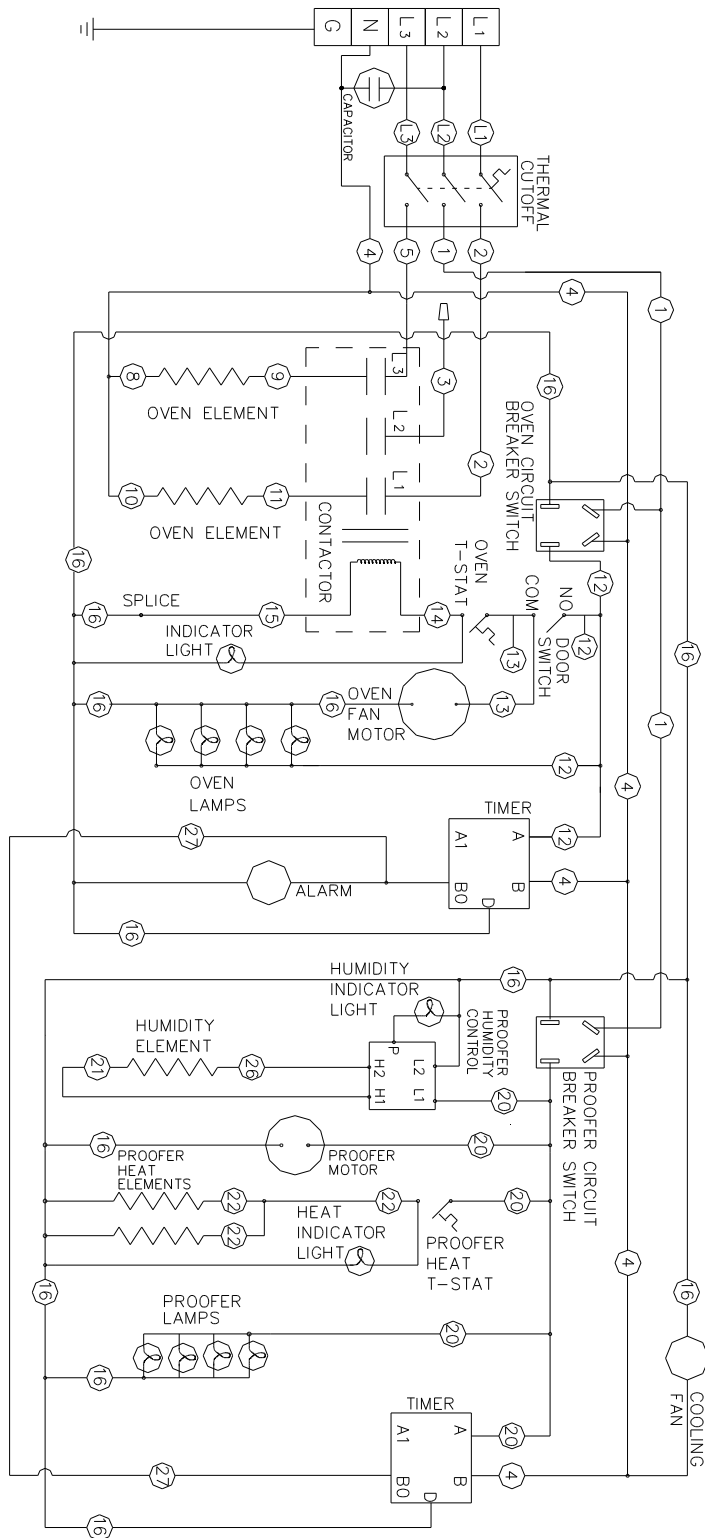 G
N
L3
L2
L1
CAPACITOR
L3
L2
L1
THERMAL
CUTOFF
4
5
1
2
4
1
16
8
9
L3
3
L2
OVEN ELEMENT
2
OVEN CIRCUIT
BREAKER SWITCH
10
11
L1
OVEN ELEMENT
CONTACTOR
16
12
16
16
SPLICE
15
14
OVEN
T-STAT
COM
NO
DOOR
SWITCH
13
12
INDICATOR
LIGHT
1
16
16
OVEN
FAN
MOTOR
13
OVEN
LAMPS
12
4
TIMER
27
A1
A
12
ALARM
B0
B
4
D
16
HUMIDITY
INDICATOR
LIGHT
16
PROOFER
HUMIDITY
CONTROL
PROOFER CIRCUIT
BREAKER SWITCH
HUMIDITY
ELEMENT
P
21
26
H2
L2
H1
L1
20
16
PROOFER
MOTOR
20
PROOFER
HEAT
ELEMENTS
22
22
22
20
HEAT
INDICATOR
LIGHT
PROOFER
HEAT
T-STAT
4
16
16
PROOFER
LAMPS
20
16
COOLING
FAN
TIMER
A1
A
20
27
B0
B
4
D
16